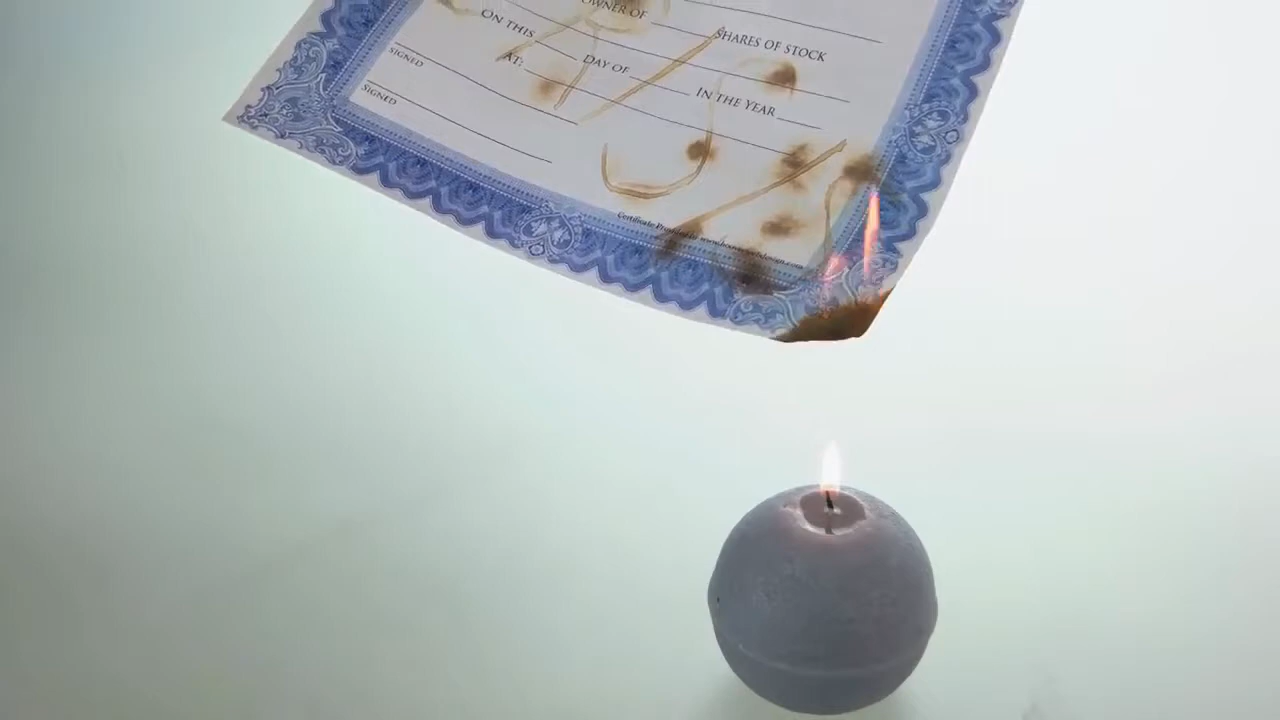 OWNER OF
SHARES OF STOCK
ON THIS
DAY OF
IN THE YEAR
AT:
SIGNED
SIGNED